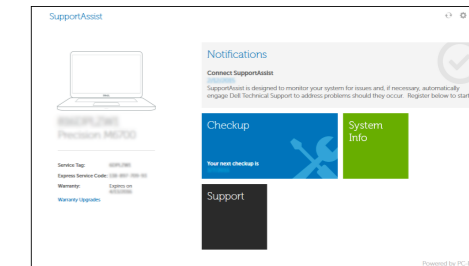 SupportAssist
Notifications
Connect SupportAssist
SupportAssist is designed to monitor your system for issues and, if necessary, automatically
engage Dell Technical Support to address problems should they occur. Register below to start
Checkup
Your next checkup is
System
Info
Support
Precision M6700
Service Tag:
Express Service Code:
Warranty:
Expires on
Warranty Upgrades
Powered by PC-